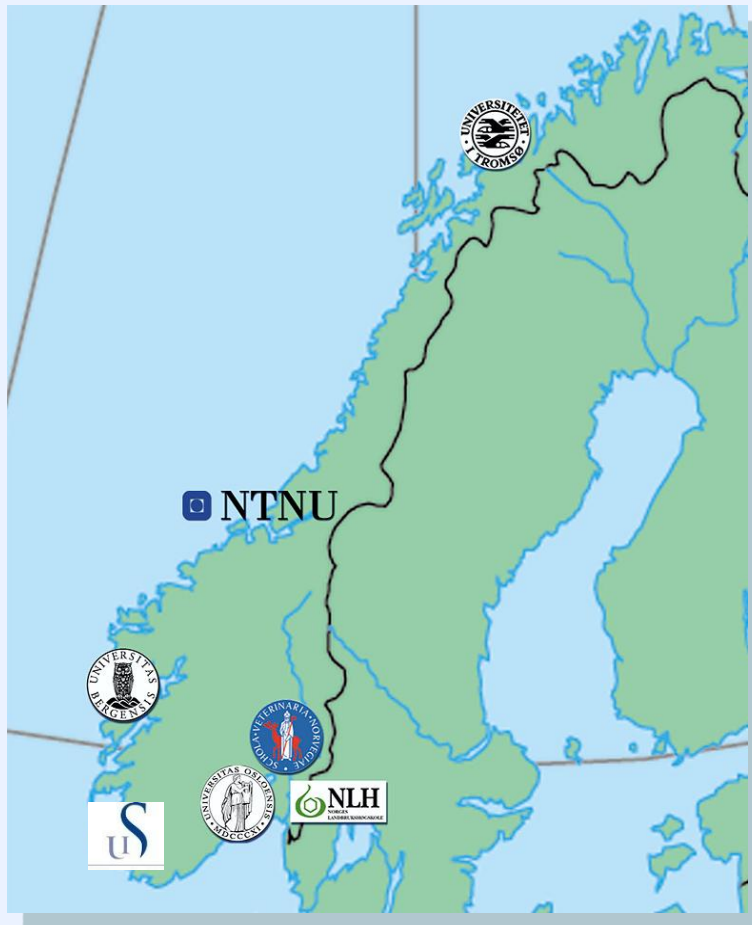 UNIVERSITETET
I TROMSØ
NTNU
UNIVERSITAS
BERGENSIS
SCHOLA • VETERINARIA • NORVEGIAE •
UNIVERSITAS OSLOENSIS
• MDCCCXI •
NLH
NORGES
LANDBRUKSHØGSKOLE
uS